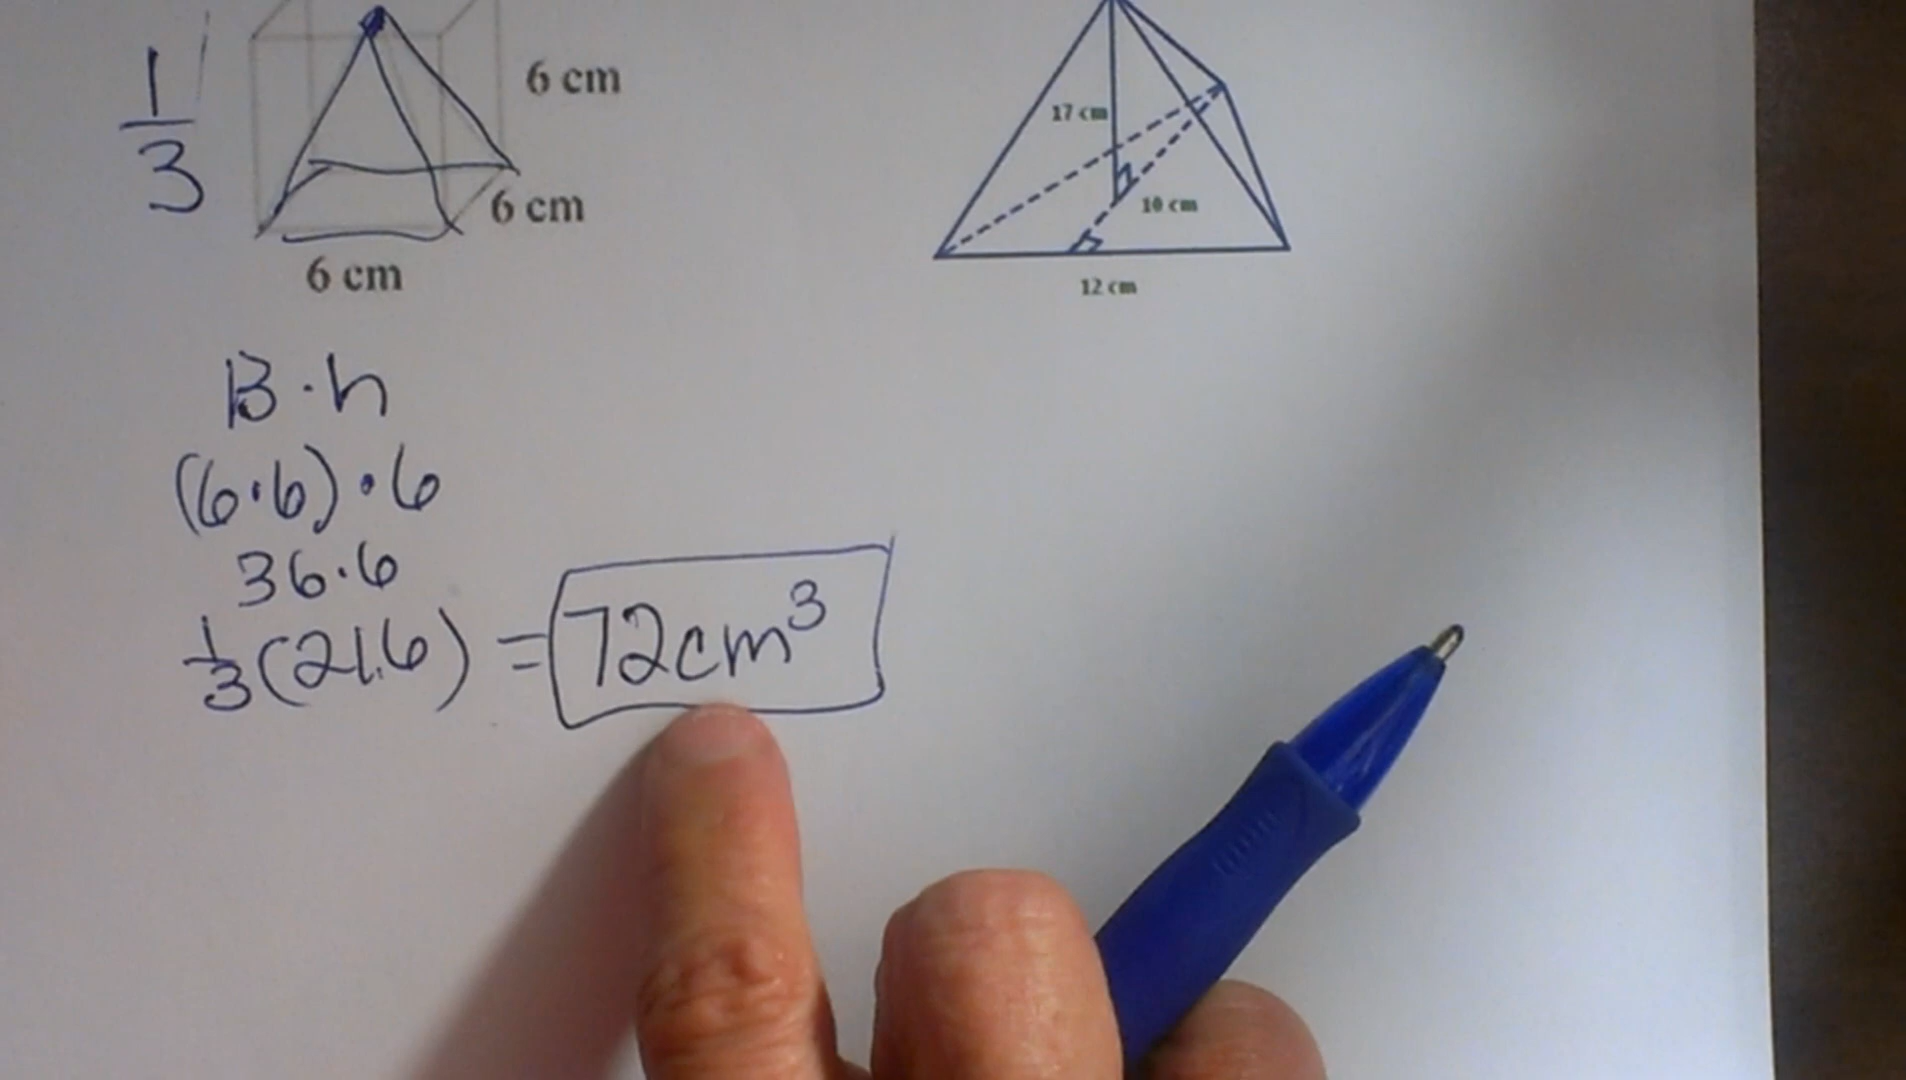 1/3
6 cm
6 cm
6 cm
17 cm
10 cm
12 cm
B·h
(6·6)·6
36·6
1/3(216) = 72cm³